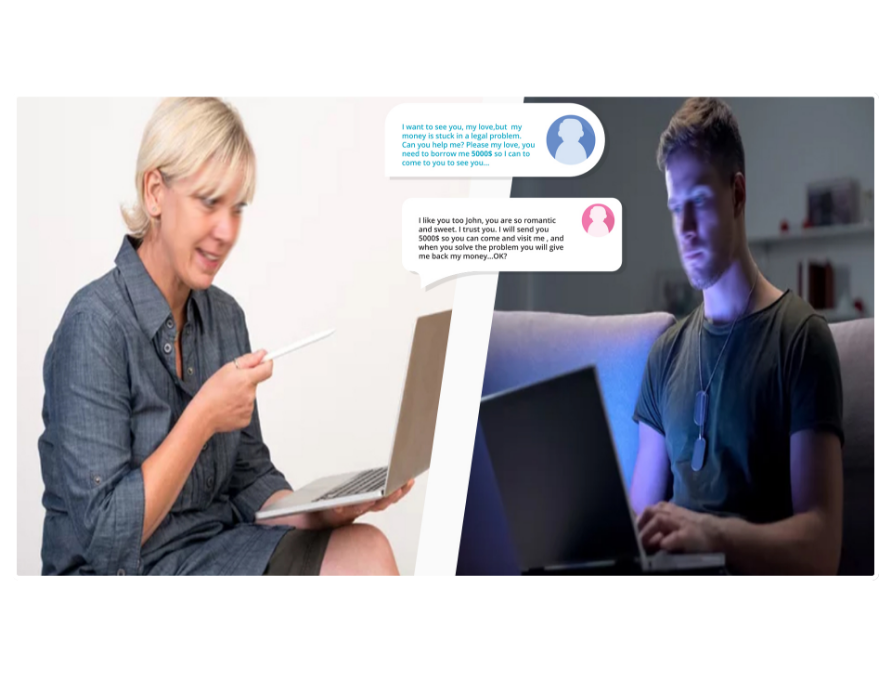 I want to see you, my love,but my
money is stuck in a legal problem.
Can you help me? Please my love, you
need to borrow me 5000$ so I can to
come to you to see you...
I like you too John, you are so romantic
and sweet. I trust you. I will send you
5000$ so you can come and visit me , and
when you solve the problem you will give
me back my money...OK?